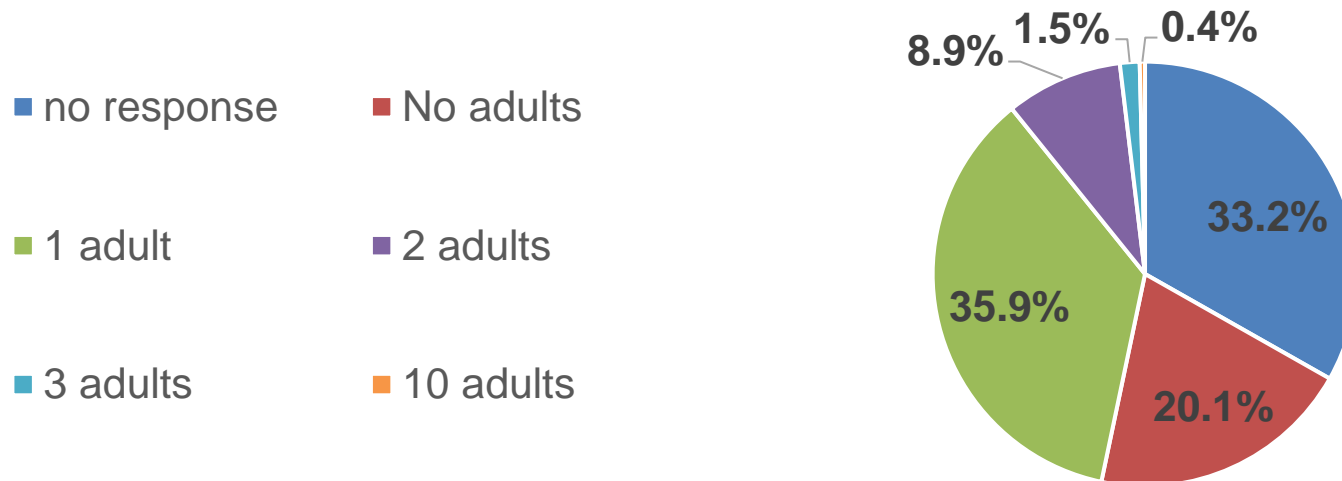 no response
No adults
1 adult
2 adults
3 adults
10 adults
8.9%
1.5%
0.4%
33.2%
35.9%
20.1%